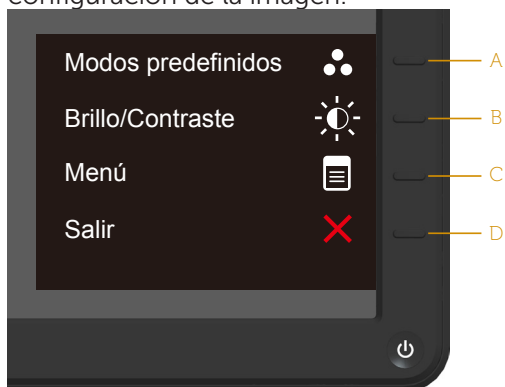 configuración de la imagen.
Modos predefinidos A
Brillo/Contraste B
Menú C
Salir D